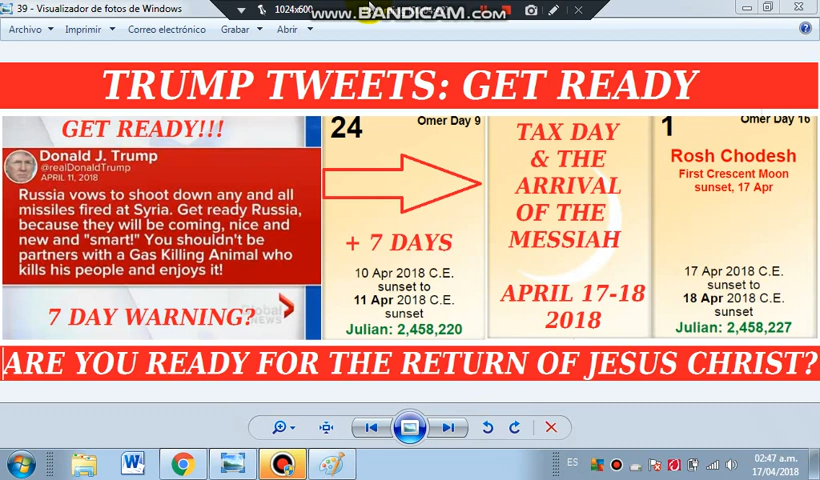 39 - Visualizador de fotos de Windows
1024x600
WWW.BANDICAM.COM
Archivo
Imprimir
Correo electrónico
Grabar
Abrir
TRUMP TWEETS: GET READY
GET READY!!!
Donald J. Trump
@realDonaldTrump
APRIL 11, 2018
Russia vows to shoot down any and all
missiles fired at Syria. Get ready Russia,
because they will be coming, nice and
new and "smart!" You shouldn't be
partners with a Gas Killing Animal who
kills his people and enjoys it!
7 DAY WARNING?
Global
NEWS
24
Omer Day 9
+ 7 DAYS
10 Apr 2018 C.E.
sunset to
11 Apr 2018 C.E.
sunset
Julian: 2,458,220
TAX DAY
& THE
ARRIVAL
OF THE
MESSIAH
APRIL 17-18
2018
1
Omer Day 16
Rosh Chodesh
First Crescent Moon
sunset, 17 Apr
17 Apr 2018 C.E.
sunset to
18 Apr 2018 C.E.
sunset
Julian: 2,458,227
ARE YOU READY FOR THE RETURN OF JESUS CHRIST?
ES
02:47 a.m.
17/04/2018